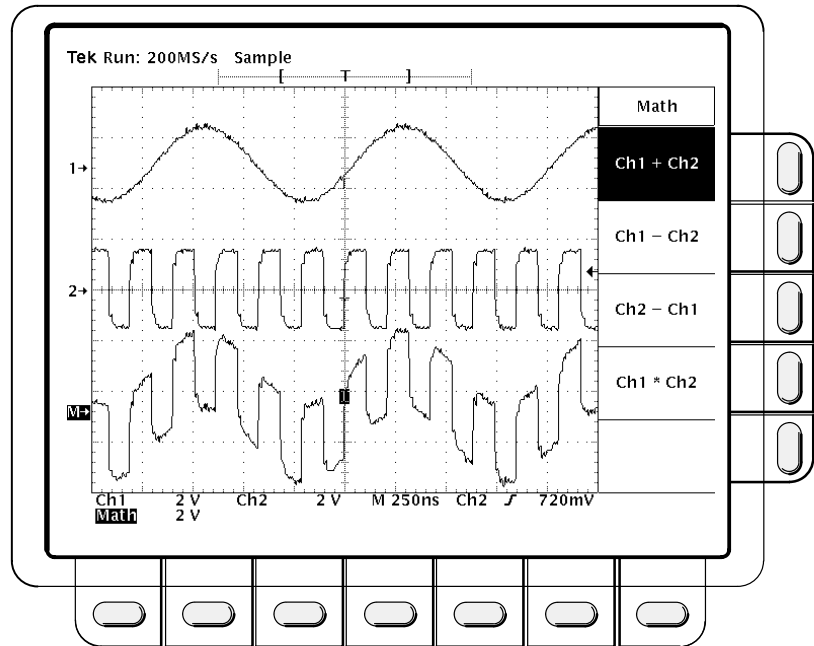 Tek Run: 200MS/s Sample
[ T ]
Math
Ch1 + Ch2
Ch1 − Ch2
Ch2 − Ch1
Ch1 * Ch2
1→
2→
M→
Ch1 2 V Ch2 2 V M 250ns Ch2 ʃ 720mV
Math 2 V